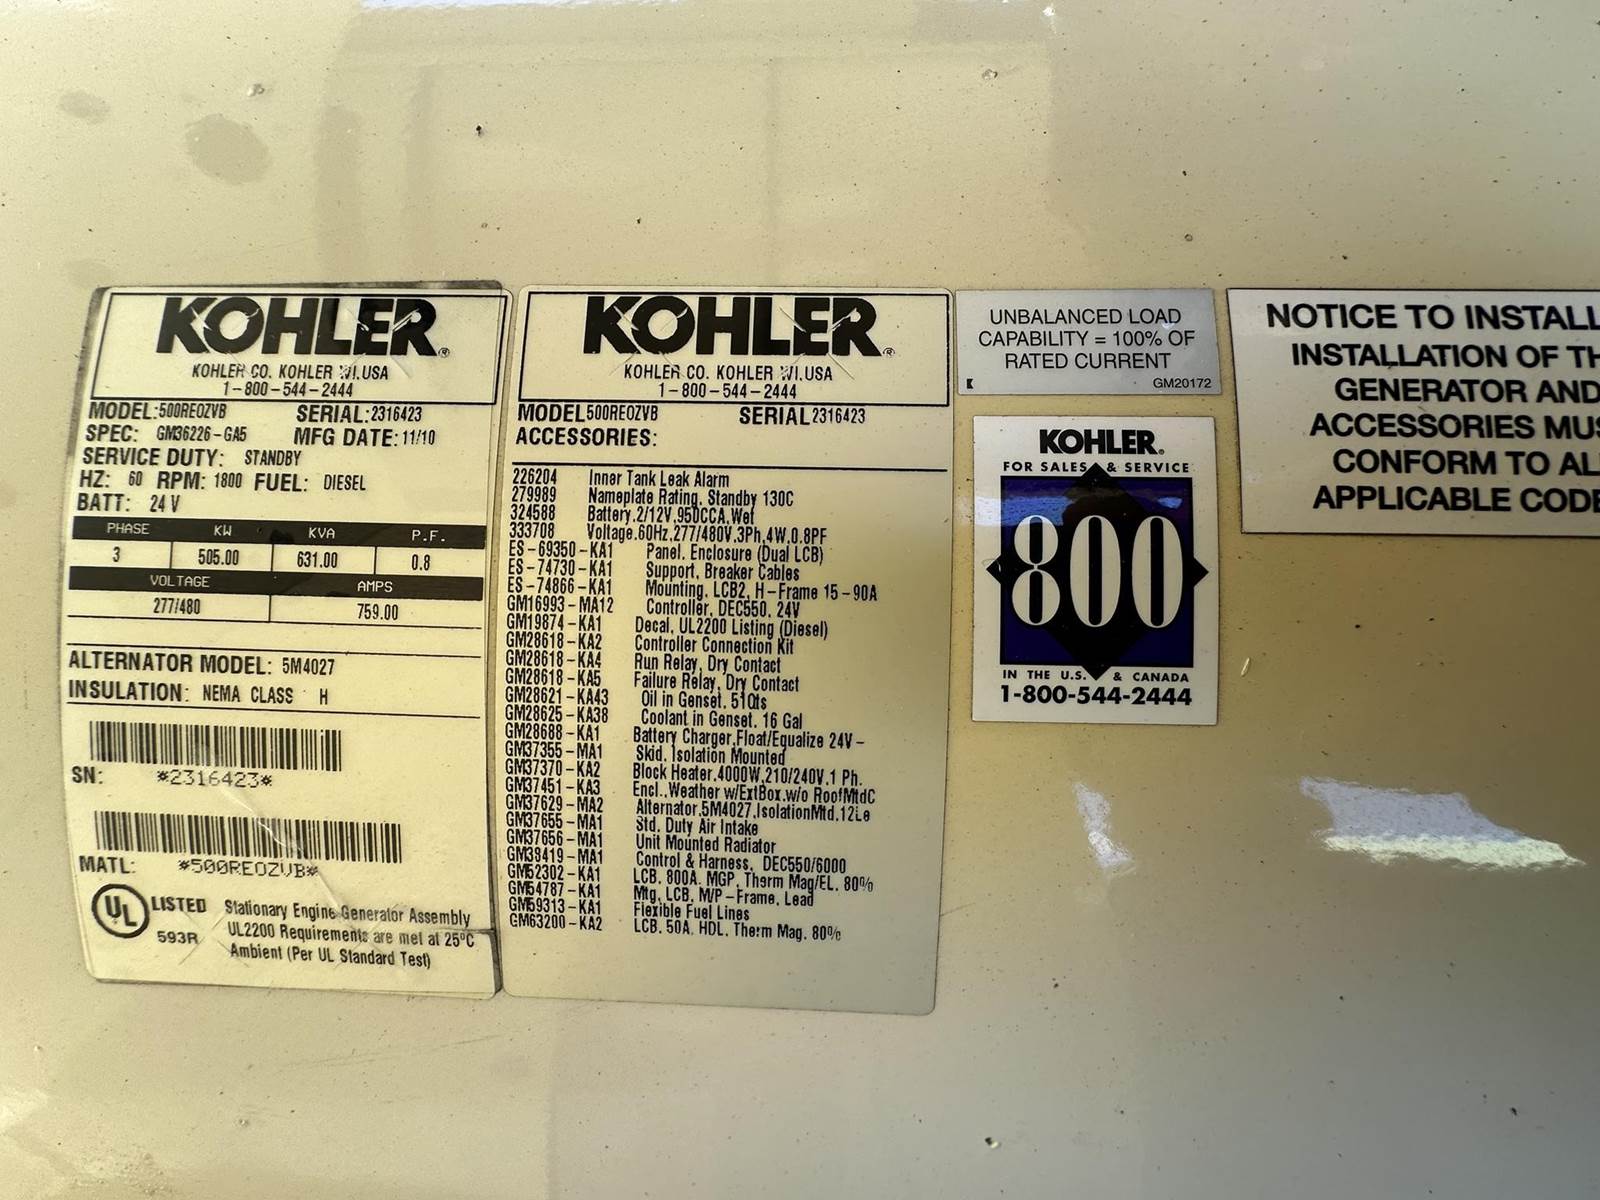 KOHLER®
KOHLER CO. KOHLER WI.USA
1-800-544-2444
MODEL:500REOZVB SERIAL:2316423
SPEC: GM36226-GA5 MFG DATE:11/10
SERVICE DUTY: STANDBY
HZ: 60 RPM: 1800 FUEL: DIESEL
BATT: 24 V
PHASE KW KVA P.F.
3 505.00 631.00 0.8
VOLTAGE AMPS
277/480 759.00
ALTERNATOR MODEL: 5M4027
INSULATION: NEMA CLASS H
SN: *2316423*
MATL: *500REOZVB*
UL LISTED
593R
Stationary Engine Generator Assembly
UL2200 Requirements are met at 25°C
Ambient (Per UL Standard Test)
KOHLER®
KOHLER CO. KOHLER WI.USA
1-800-544-2444
MODEL500REOZVB SERIAL2316423
ACCESSORIES:
226204 Inner Tank Leak Alarm
279989 Nameplate Rating, Standby 130C
324588 Battery,2/12V,950CCA,Wet
333708 Voltage,60Hz,277/480V,3Ph,4W,0.8PF
ES-69350-KA1 Panel, Enclosure (Dual LCB)
ES-74730-KA1 Support, Breaker Cables
ES-74866-KA1 Mounting, LCB2, H-Frame 15-90A
GM16993-MA12 Controller, DEC550, 24V
GM19874-KA1 Decal, UL2200 Listing (Diesel)
GM28618-KA2 Controller Connection Kit
GM28618-KA4 Run Relay, Dry Contact
GM28618-KA5 Failure Relay, Dry Contact
GM28621-KA43 Oil in Genset, 51Qts
GM28625-KA38 Coolant in Genset, 16 Gal
GM28688-KA1 Battery Charger,Float/Equalize 24V-
GM37355-MA1 Skid, Isolation Mounted
GM37370-KA2 Block Heater,4000W,210/240V,1 Ph.
GM37451-KA3 Encl.,Weather w/ExtBox,w/o RoofMtdC
GM37629-MA2 Alternator,5M4027,IsolationMtd,12Le
GM37655-MA1 Std. Duty Air Intake
GM37656-MA1 Unit Mounted Radiator
GM38419-MA1 Control & Harness, DEC550/6000
GM52302-KA1 LCB, 800A, MGP, Therm Mag/EL, 80%
GM54787-KA1 Mtg, LCB, M/P-Frame, Lead
GM59313-KA1 Flexible Fuel Lines
GM63200-KA2 LCB, 50A, HDL, Therm Mag, 80%
UNBALANCED LOAD
CAPABILITY = 100% OF
RATED CURRENT
K GM20172
KOHLER®
FOR SALES & SERVICE
800
IN THE U.S. & CANADA
1-800-544-2444
NOTICE TO INSTALL
INSTALLATION OF TH
GENERATOR AND
ACCESSORIES MUS
CONFORM TO AL
APPLICABLE CODE